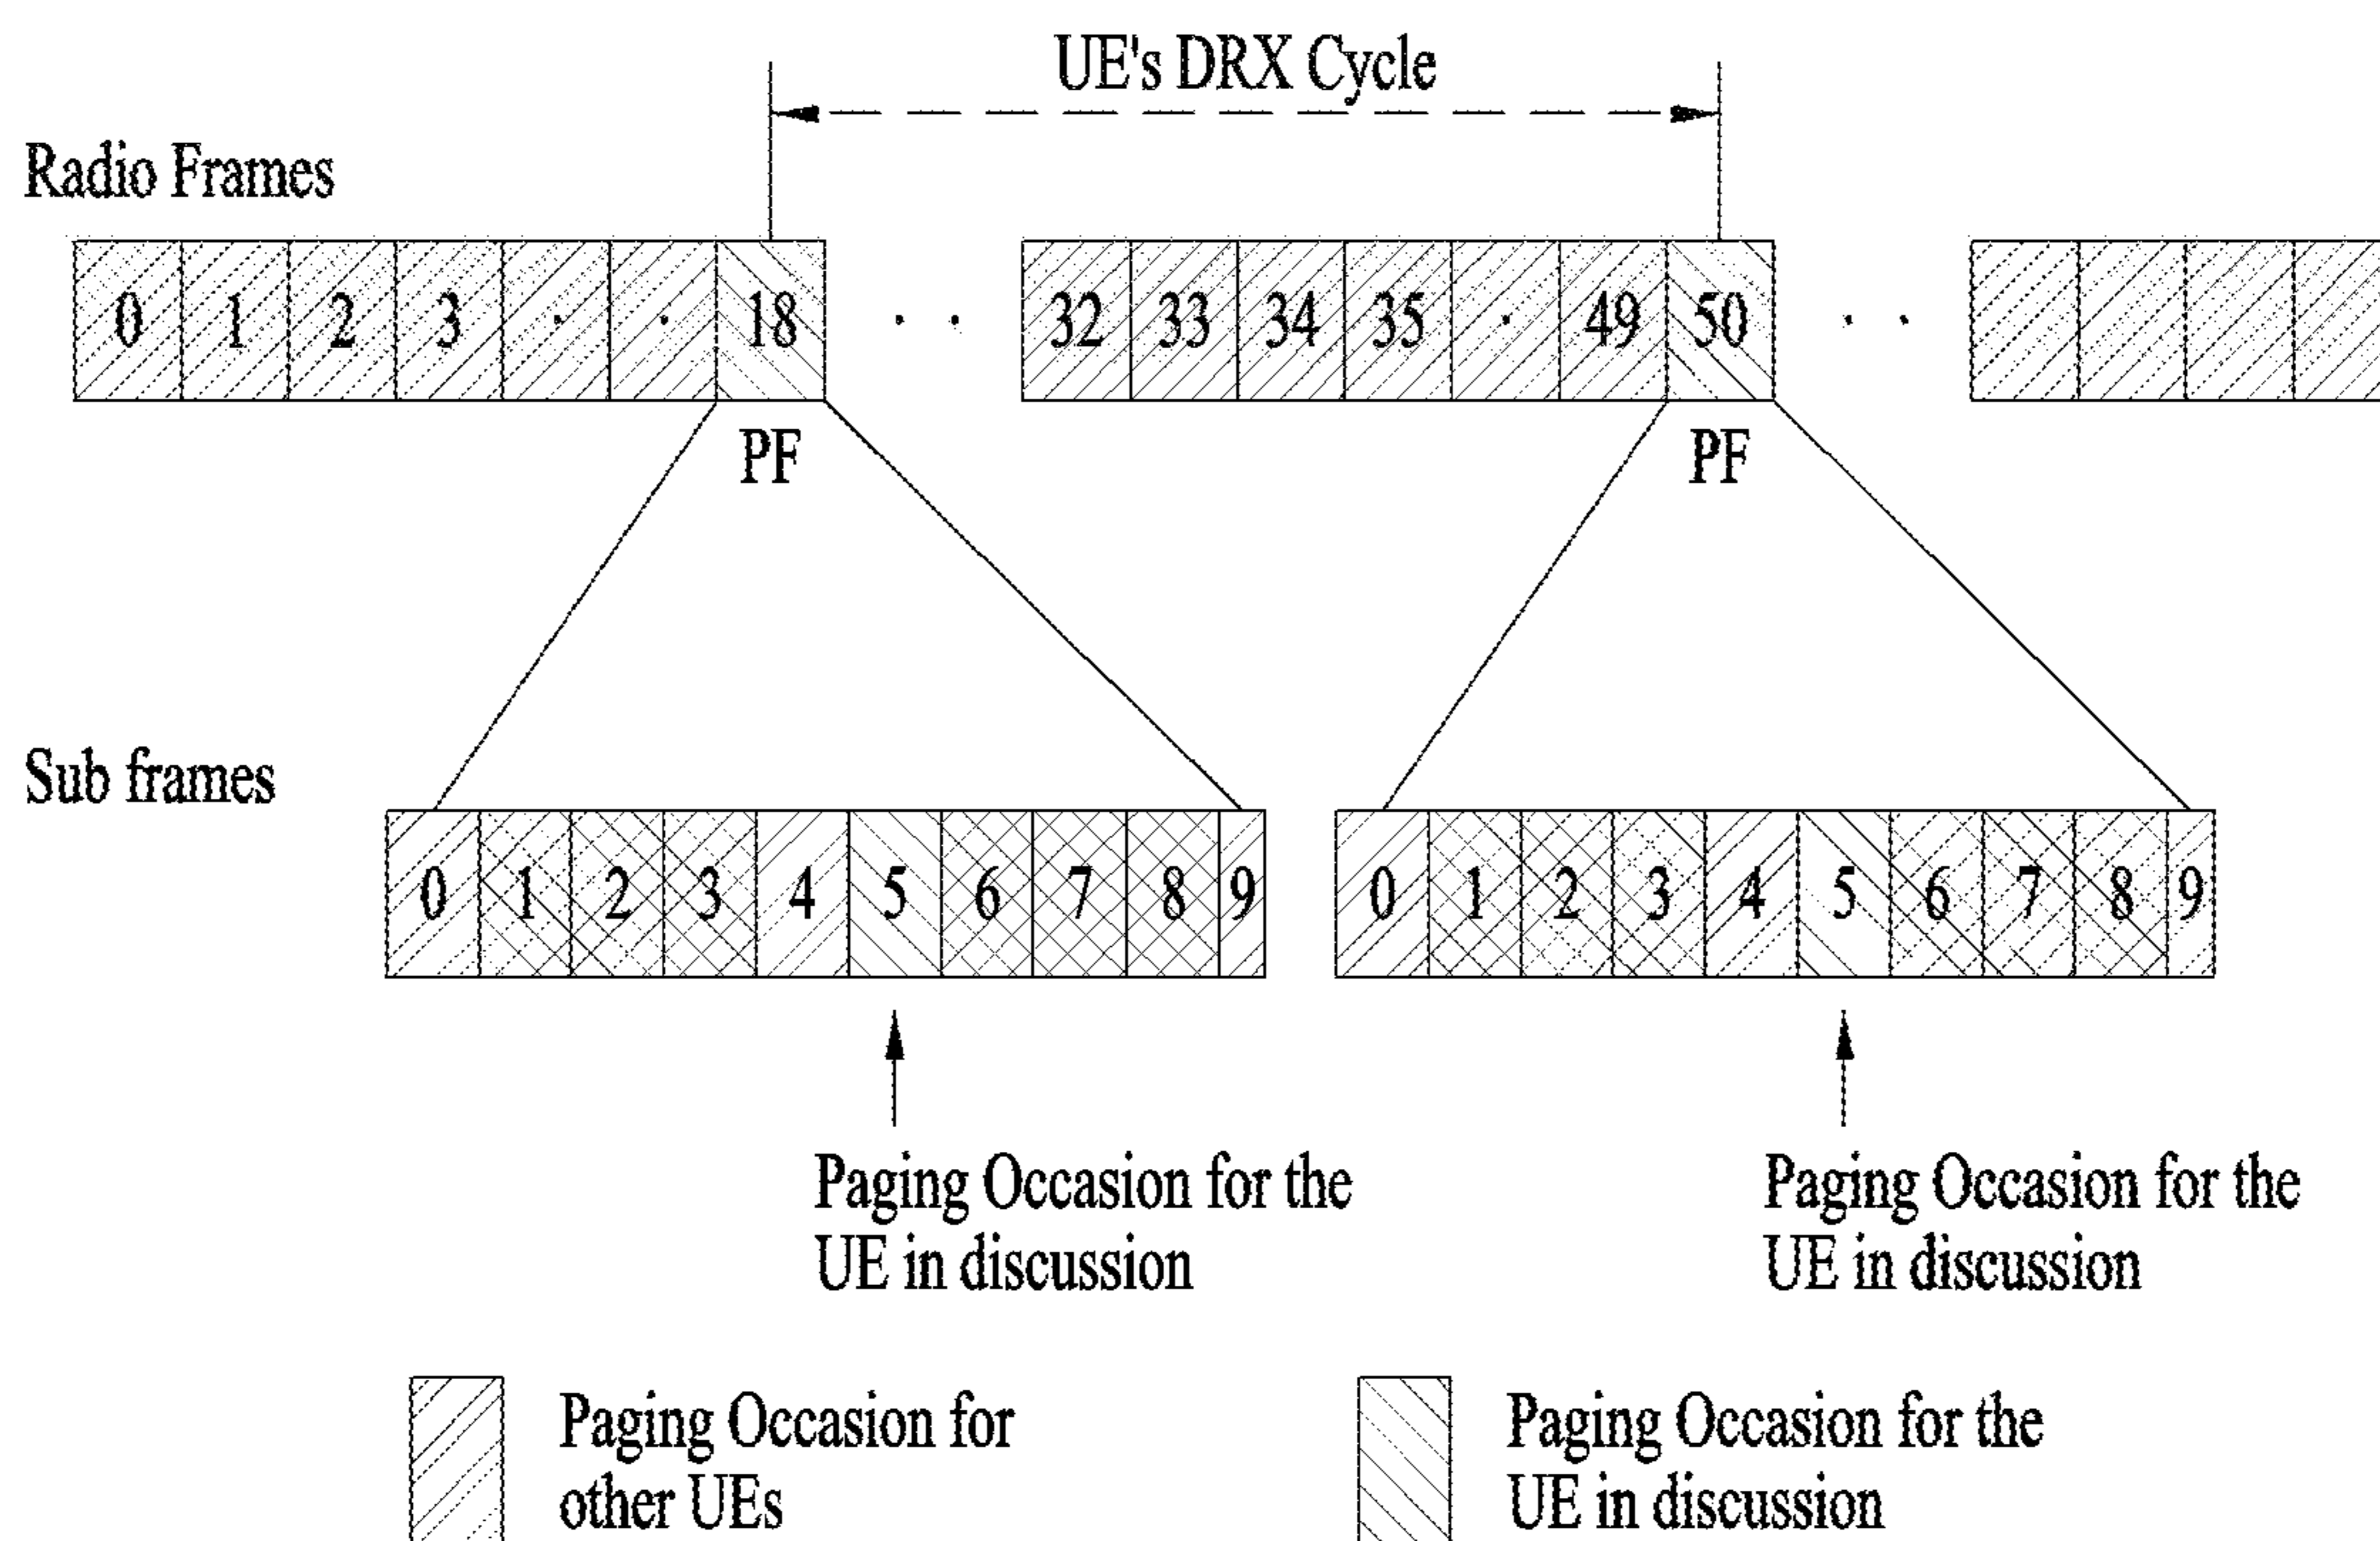 UE's DRX Cycle
Radio Frames
0 1 2 3 . . 18 . . 32 33 34 35 . 49 50 . .
PF PF
Sub frames
0 1 2 3 4 5 6 7 8 9 0 1 2 3 4 5 6 7 8 9
Paging Occasion for the
UE in discussion
Paging Occasion for the
UE in discussion
Paging Occasion for
other UEs
Paging Occasion for the
UE in discussion